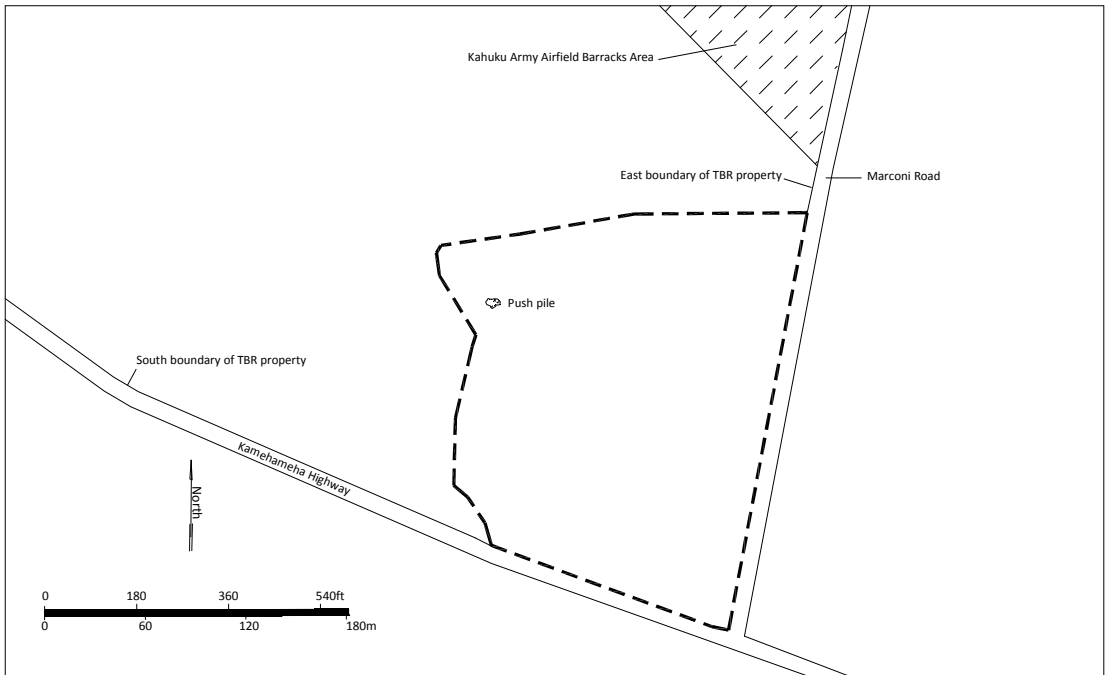 Kahuku Army Airfield Barracks Area
East boundary of TBR property
Marconi Road
Push pile
South boundary of TBR property
Kamehameha Highway
North
0 180 360 540ft
0 60 120 180m